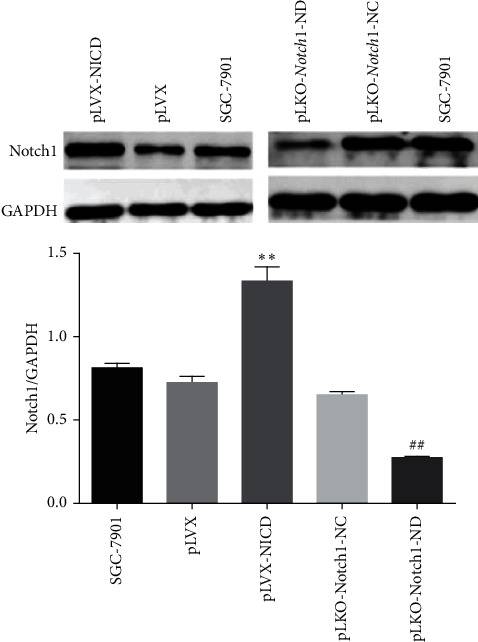 pLVX-NICD
pLVX
SGC-7901
pLKO-Notch1-ND
pLKO-Notch1-NC
SGC-7901
Notch1
GAPDH
1.5
1.0
0.5
0.0
Notch1/GAPDH
**
##
SGC-7901
pLVX
pLVX-NICD
pLKO-Notch1-NC
pLKO-Notch1-ND